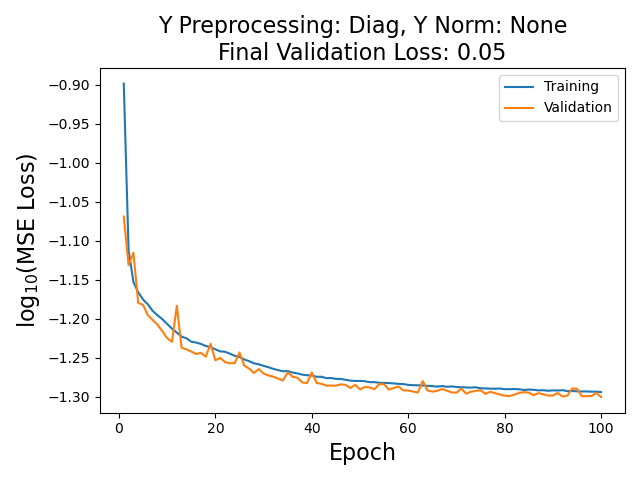 Y Preprocessing: Diag, Y Norm: None
Final Validation Loss: 0.05
Training
Validation
log₁₀(MSE Loss)
−0.90
−0.95
−1.00
−1.05
−1.10
−1.15
−1.20
−1.25
−1.30
0
20
40
60
80
100
Epoch